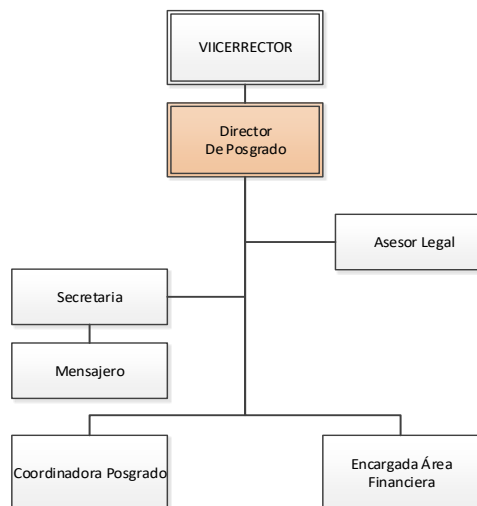 VIICERRECTOR
Director
De Posgrado
Asesor Legal
Secretaria
Mensajero
Coordinadora Posgrado
Encargada Área
Financiera